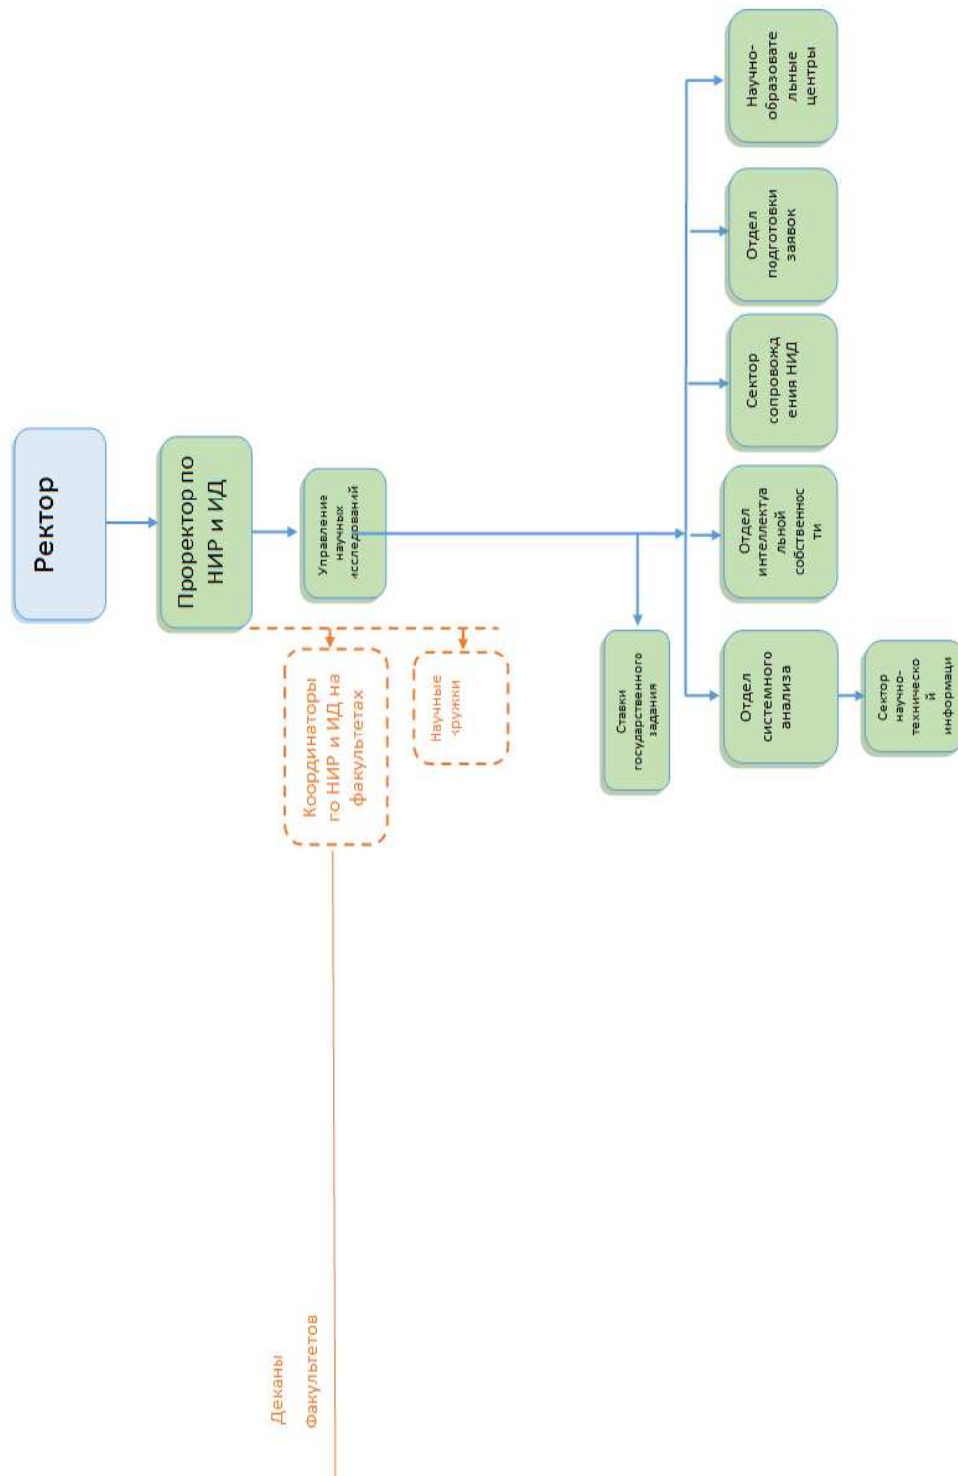 Ректор
Проректор по
НИР и ИД
Управление
научных
исследований
Координаторы
го НИР и ИД на
факультетах
Научные
кружки
Деканы
Факультетов
Ставки
государственного
задания
Отдел
системного
анализа
Сектор
научно-
техническо
й
информаци
Отдел
интеллектуа
льной
собственнос
ти
Сектор
сопровожд
ения НИД
Отдел
подготовки
заявок
Научно-
образовате
льные
центры